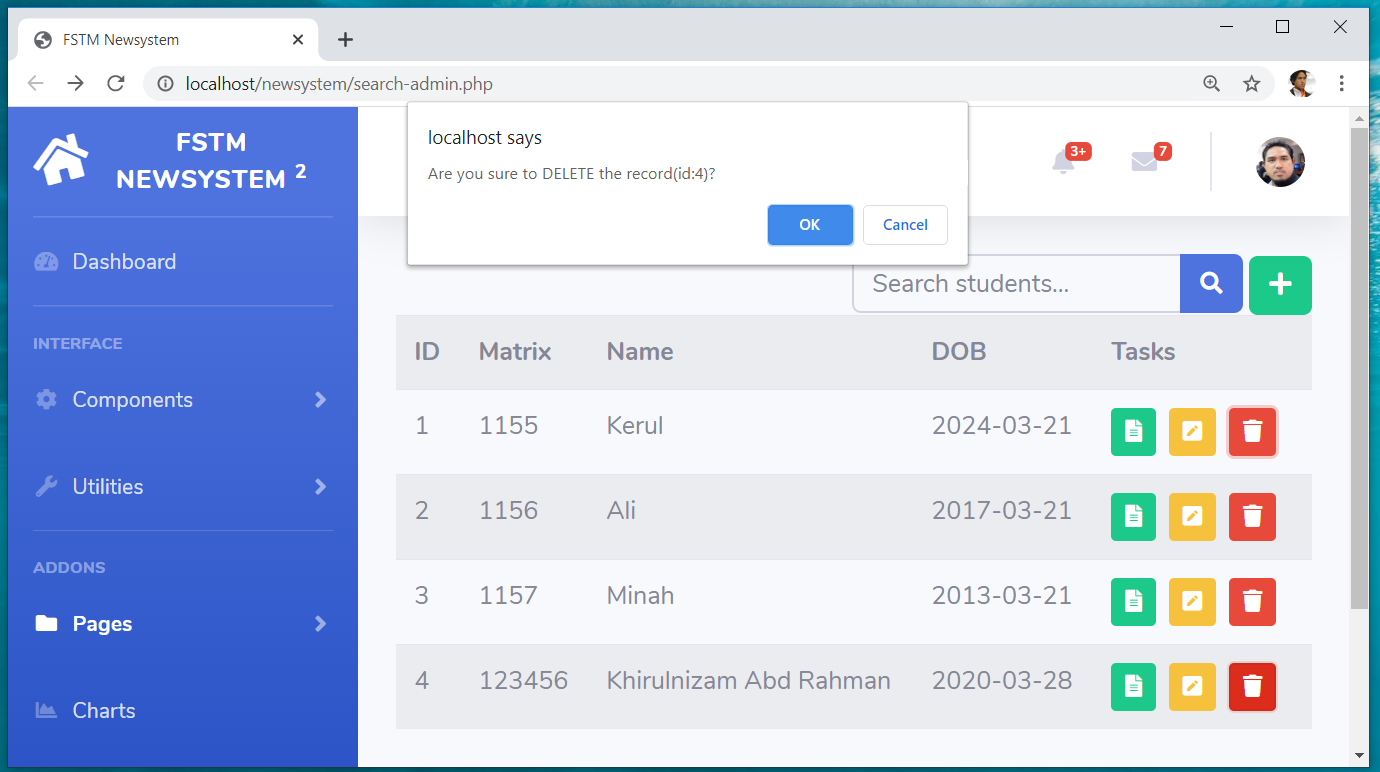 FSTM Newsystem
localhost/newsystem/search-admin.php
localhost says
Are you sure to DELETE the record(id:4)?
OK Cancel
FSTM
NEWSYSTEM 2
3+ 7
Dashboard
INTERFACE
Components
Utilities
ADDONS
Pages
Charts
Search students...
ID Matrix Name DOB Tasks
1 1155 Kerul 2024-03-21
2 1156 Ali 2017-03-21
3 1157 Minah 2013-03-21
4 123456 Khirulnizam Abd Rahman 2020-03-28